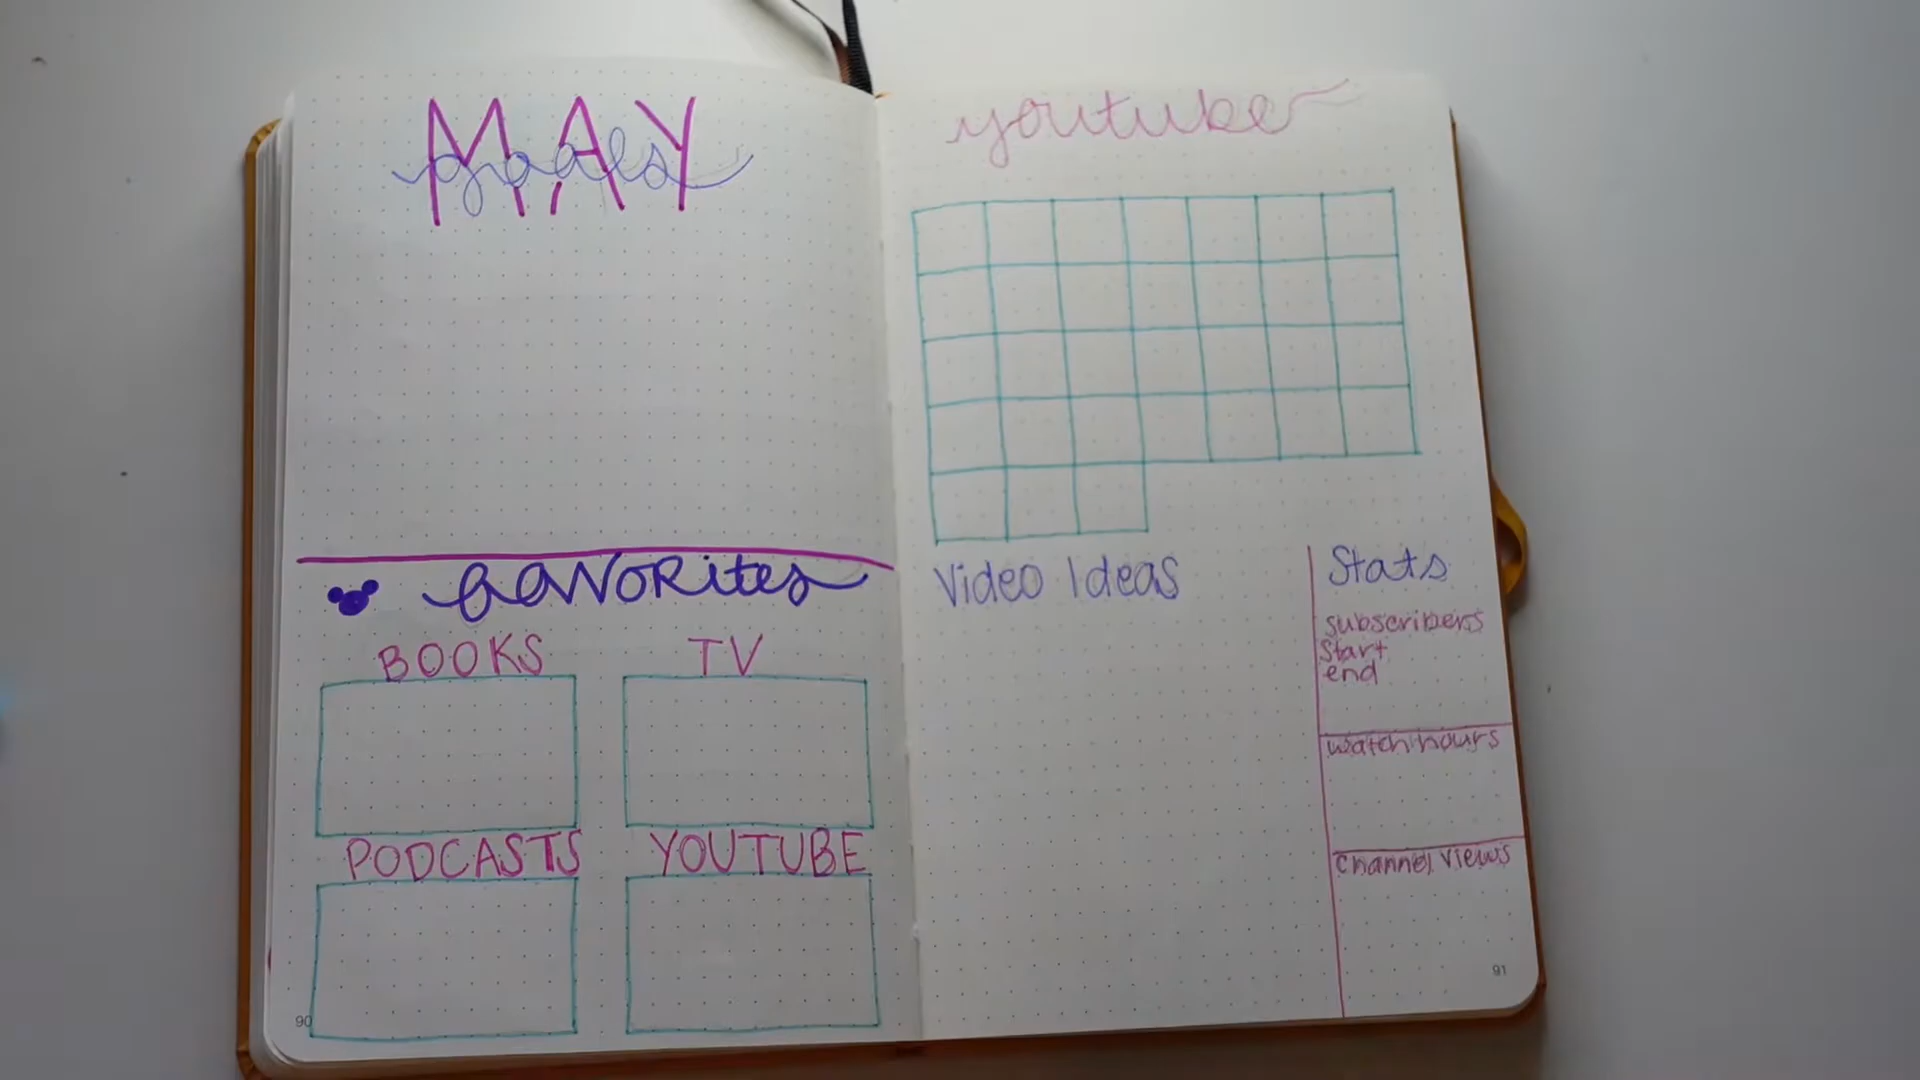 MAY
goals
favorites
BOOKS
TV
PODCASTS
YOUTUBE
90
youtube
Video Ideas
Stats
subscribers
start
end
watch hours
channel views
91